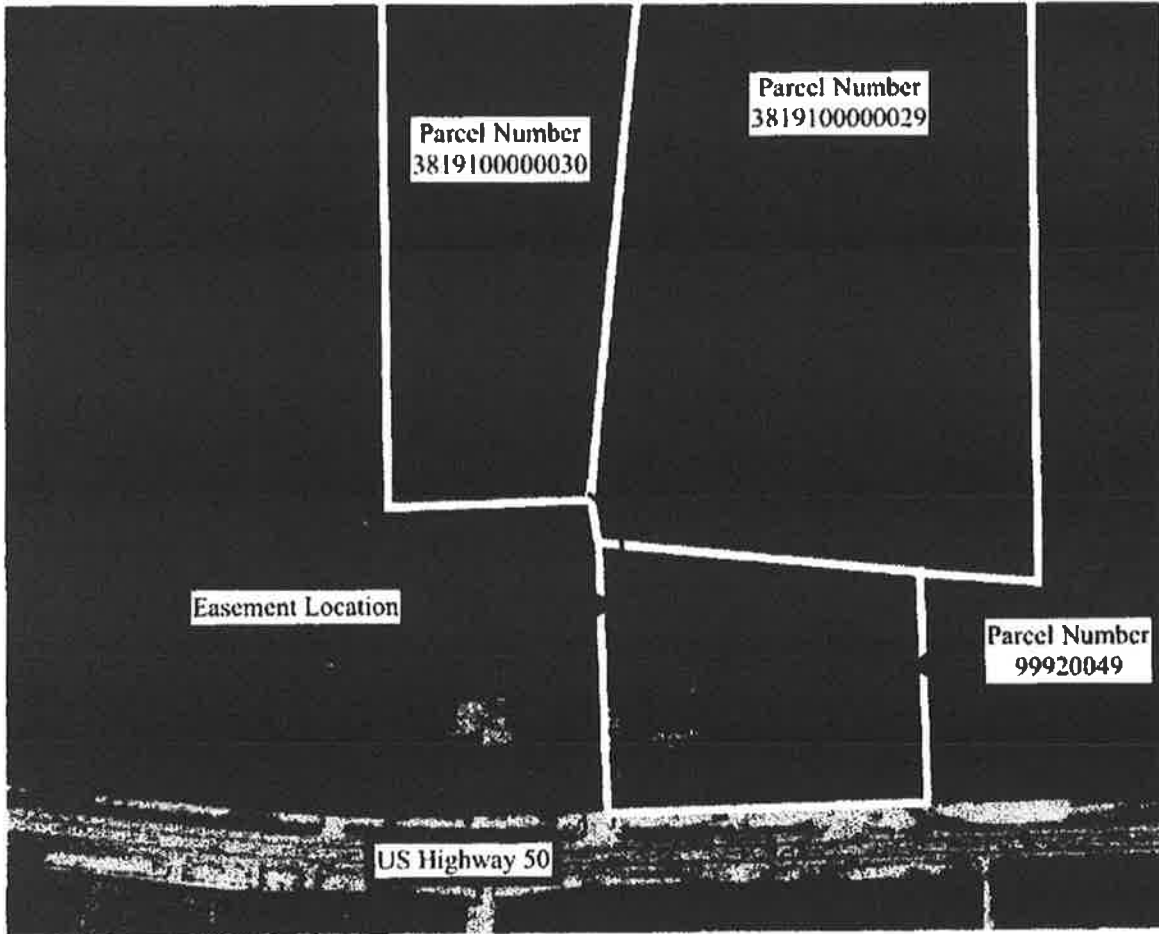 Parcel Number
3819100000029
Parcel Number
3819100000030
Easement Location
Parcel Number
99920049
US Highway 50